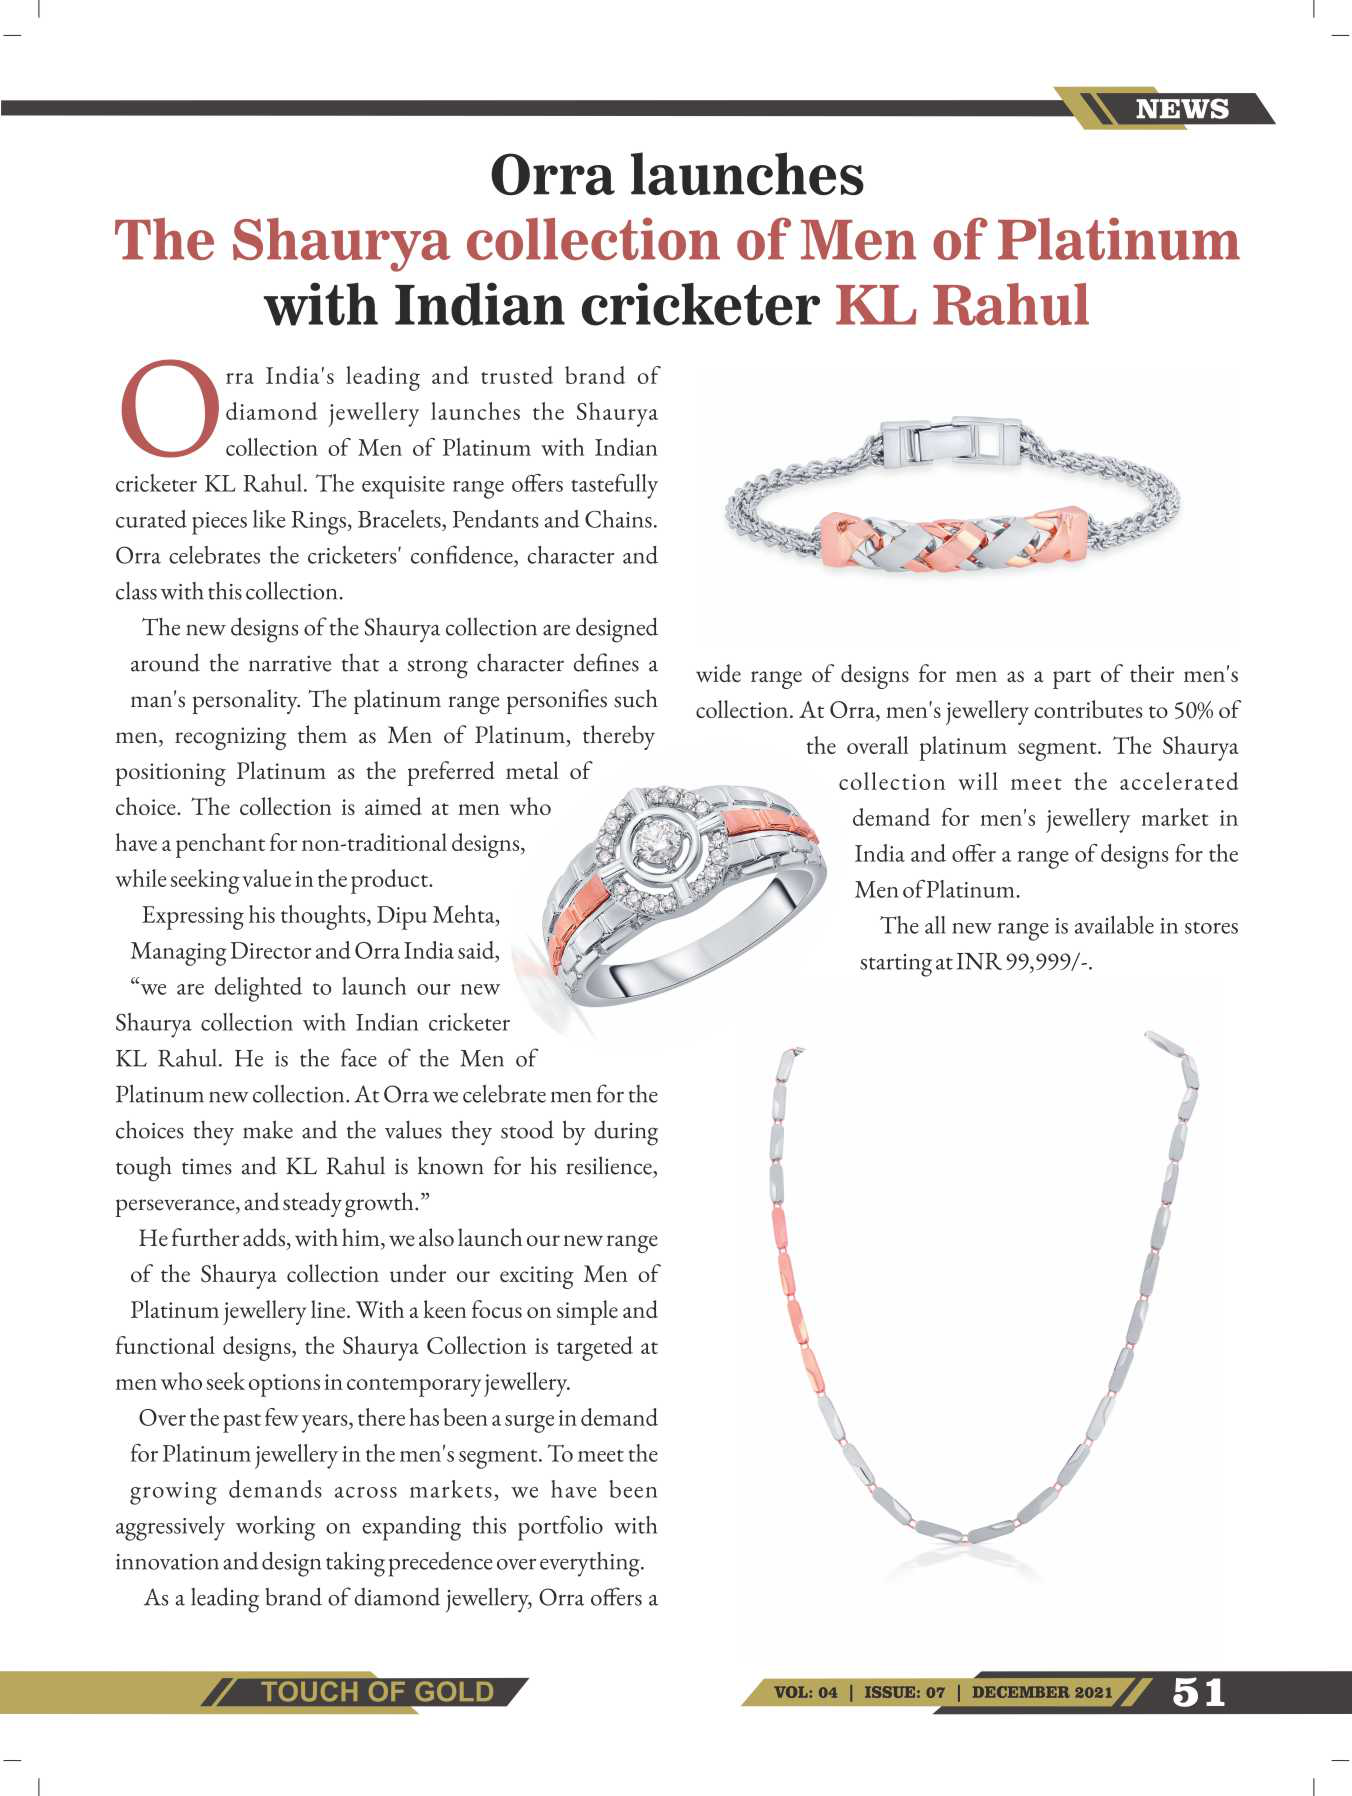 NEWS
Orra launches
The Shaurya collection of Men of Platinum
with Indian cricketer KL Rahul
Orra India's leading and trusted brand of
diamond jewellery launches the Shaurya
collection of Men of Platinum with Indian
cricketer KL Rahul. The exquisite range offers tastefully
curated pieces like Rings, Bracelets, Pendants and Chains.
Orra celebrates the cricketers' confidence, character and
class with this collection.
The new designs of the Shaurya collection are designed
around the narrative that a strong character defines a
man's personality. The platinum range personifies such
men, recognizing them as Men of Platinum, thereby
positioning Platinum as the preferred metal of
choice. The collection is aimed at men who
have a penchant for non-traditional designs,
while seeking value in the product.
Expressing his thoughts, Dipu Mehta,
Managing Director and Orra India said,
“we are delighted to launch our new
Shaurya collection with Indian cricketer
KL Rahul. He is the face of the Men of
Platinum new collection. At Orra we celebrate men for the
choices they make and the values they stood by during
tough times and KL Rahul is known for his resilience,
perseverance, and steady growth.”
He further adds, with him, we also launch our new range
of the Shaurya collection under our exciting Men of
Platinum jewellery line. With a keen focus on simple and
functional designs, the Shaurya Collection is targeted at
men who seek options in contemporary jewellery.
Over the past few years, there has been a surge in demand
for Platinum jewellery in the men's segment. To meet the
growing demands across markets, we have been
aggressively working on expanding this portfolio with
innovation and design taking precedence over everything.
As a leading brand of diamond jewellery, Orra offers a
wide range of designs for men as a part of their men's
collection. At Orra, men's jewellery contributes to 50% of
the overall platinum segment. The Shaurya
collection will meet the accelerated
demand for men's jewellery market in
India and offer a range of designs for the
Men of Platinum.
The all new range is available in stores
starting at INR 99,999/-.
TOUCH OF GOLD
VOL: 04 | ISSUE: 07 | DECEMBER 2021
51